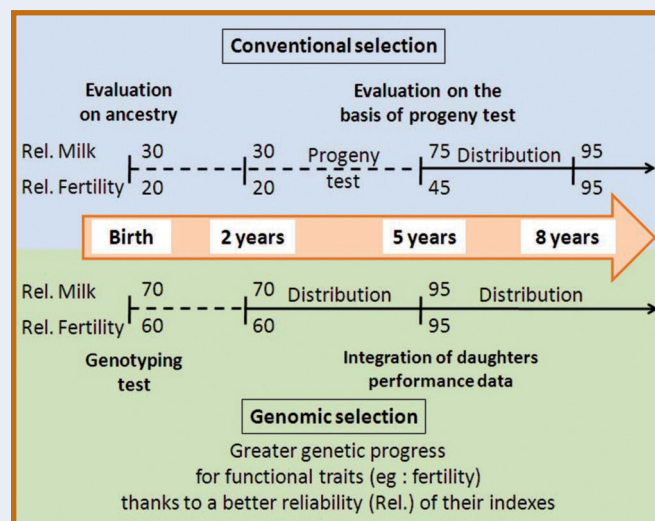 Conventional selection
Evaluation on ancestry
Evaluation on the basis of progeny test
Rel. Milk 30 30 Progeny test 75 Distribution 95
Rel. Fertility 20 20 45 95
Birth 2 years 5 years 8 years
Rel. Milk 70 70 Distribution 95 Distribution
Rel. Fertility 60 60 95
Genotyping test
Integration of daughters performance data
Genomic selection
Greater genetic progress
for functional traits (eg : fertility)
thanks to a better reliability (Rel.) of their indexes